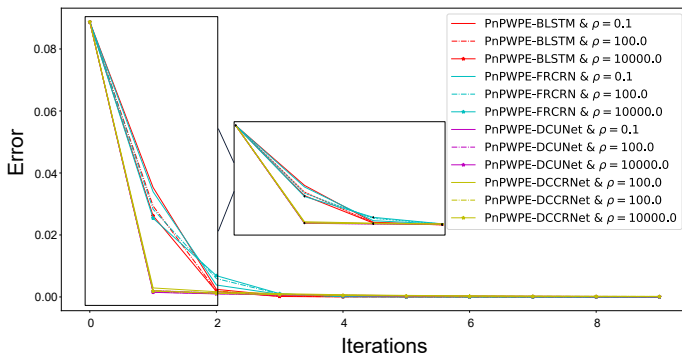 0.08
0.06
0.04
0.02
0.00
Error
0
2
4
6
8
Iterations
PnPWPE-BLSTM & ρ = 0.1
PnPWPE-BLSTM & ρ = 100.0
PnPWPE-BLSTM & ρ = 10000.0
PnPWPE-FRCRN & ρ = 0.1
PnPWPE-FRCRN & ρ = 100.0
PnPWPE-FRCRN & ρ = 10000.0
PnPWPE-DCUNet & ρ = 0.1
PnPWPE-DCUNet & ρ = 100.0
PnPWPE-DCUNet & ρ = 10000.0
PnPWPE-DCCRNet & ρ = 100.0
PnPWPE-DCCRNet & ρ = 100.0
PnPWPE-DCCRNet & ρ = 10000.0